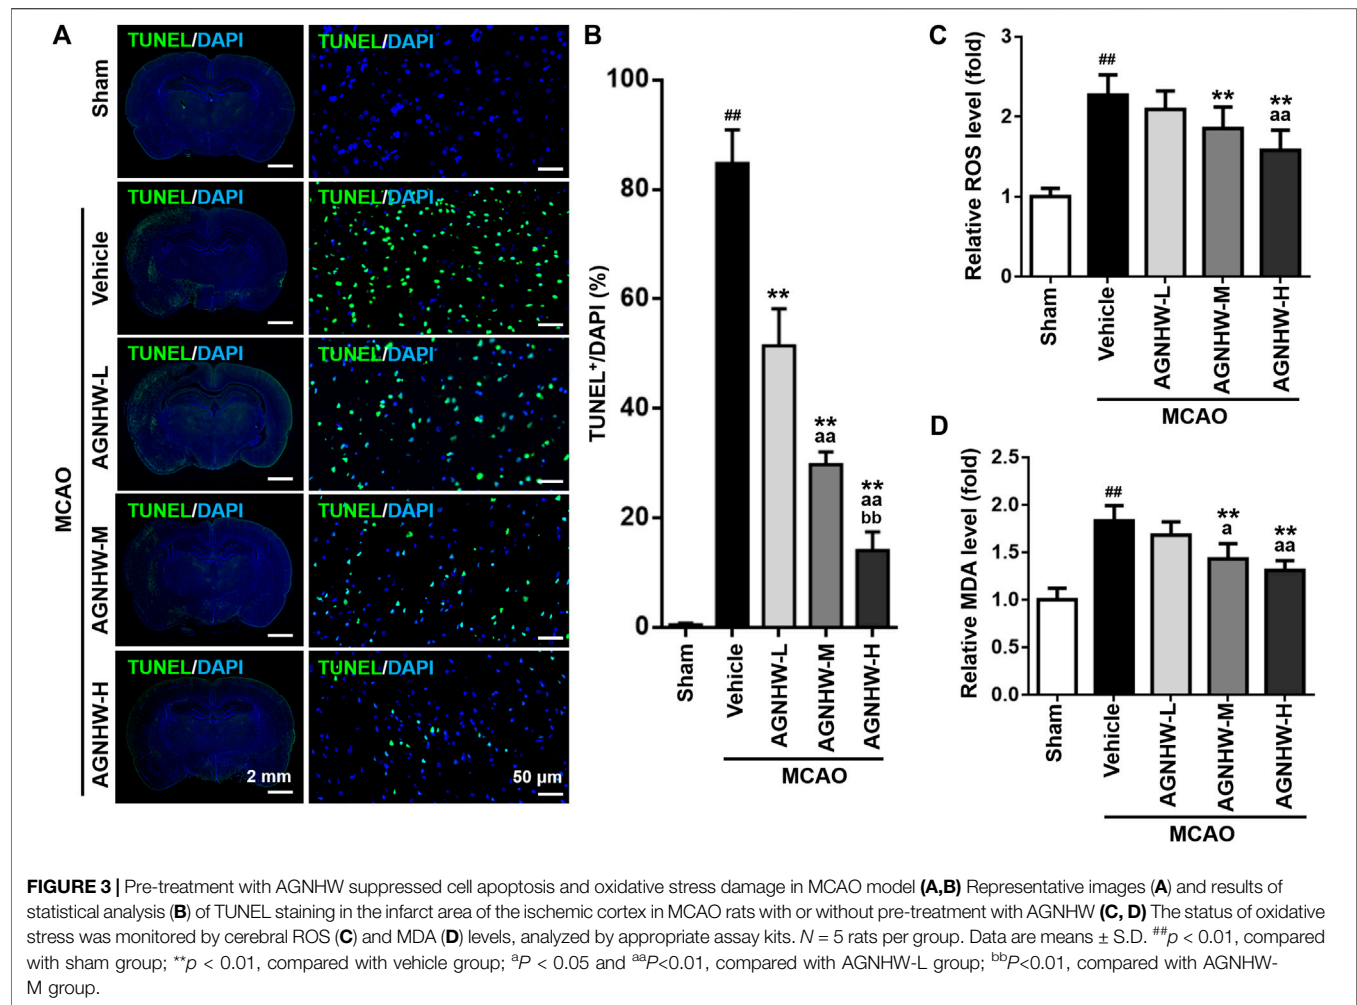 A
TUNEL/DAPI
TUNEL/DAPI
Sham
TUNEL/DAPI
TUNEL/DAPI
Vehicle
TUNEL/DAPI
TUNEL/DAPI
AGNHW-L
TUNEL/DAPI
TUNEL/DAPI
AGNHW-M
TUNEL/DAPI
TUNEL/DAPI
AGNHW-H
2 mm
50 µm
MCAO
B
TUNEL⁺/DAPI (%)
100
80
60
40
20
0
##
**
**
aa
**
aa
bb
Sham
Vehicle
AGNHW-L
AGNHW-M
AGNHW-H
MCAO
C
Relative ROS level (fold)
3
2
1
0
##
**
**
aa
Sham
Vehicle
AGNHW-L
AGNHW-M
AGNHW-H
MCAO
D
Relative MDA level (fold)
2.5
2.0
1.5
1.0
0.5
0.0
##
**
a
**
aa
Sham
Vehicle
AGNHW-L
AGNHW-M
AGNHW-H
MCAO
FIGURE 3 | Pre-treatment with AGNHW suppressed cell apoptosis and oxidative stress damage in MCAO model (A,B) Representative images (A) and results of
statistical analysis (B) of TUNEL staining in the infarct area of the ischemic cortex in MCAO rats with or without pre-treatment with AGNHW (C, D) The status of oxidative
stress was monitored by cerebral ROS (C) and MDA (D) levels, analyzed by appropriate assay kits. N = 5 rats per group. Data are means ± S.D. ##p < 0.01, compared
with sham group; **p < 0.01, compared with vehicle group; ᵃP < 0.05 and ᵃᵃP<0.01, compared with AGNHW-L group; ᵇᵇP<0.01, compared with AGNHW-
M group.